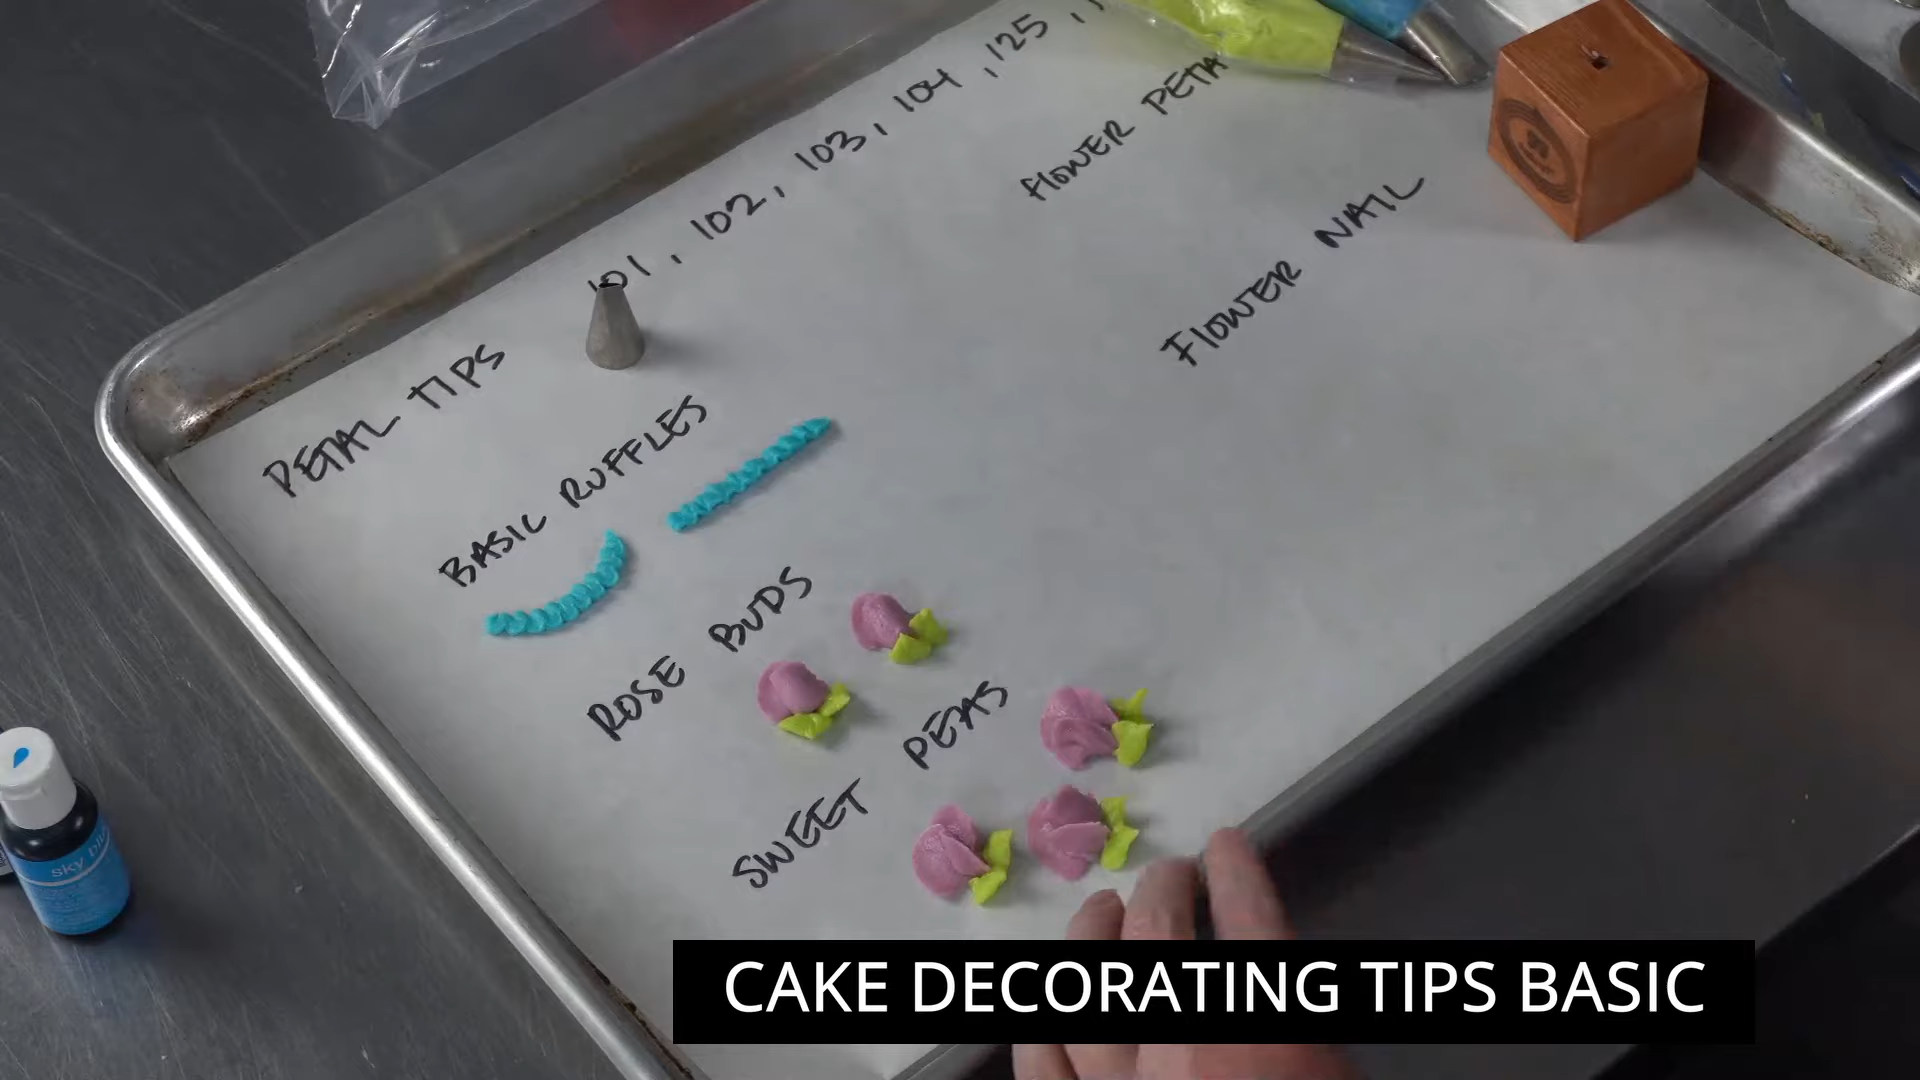 PETAL TIPS 101, 102, 103, 104, 125,
BASIC RUFFLES
ROSE BUDS
SWEET PEAS
FLOWER
FLOWER NAIL
sky
CAKE DECORATING TIPS BASIC